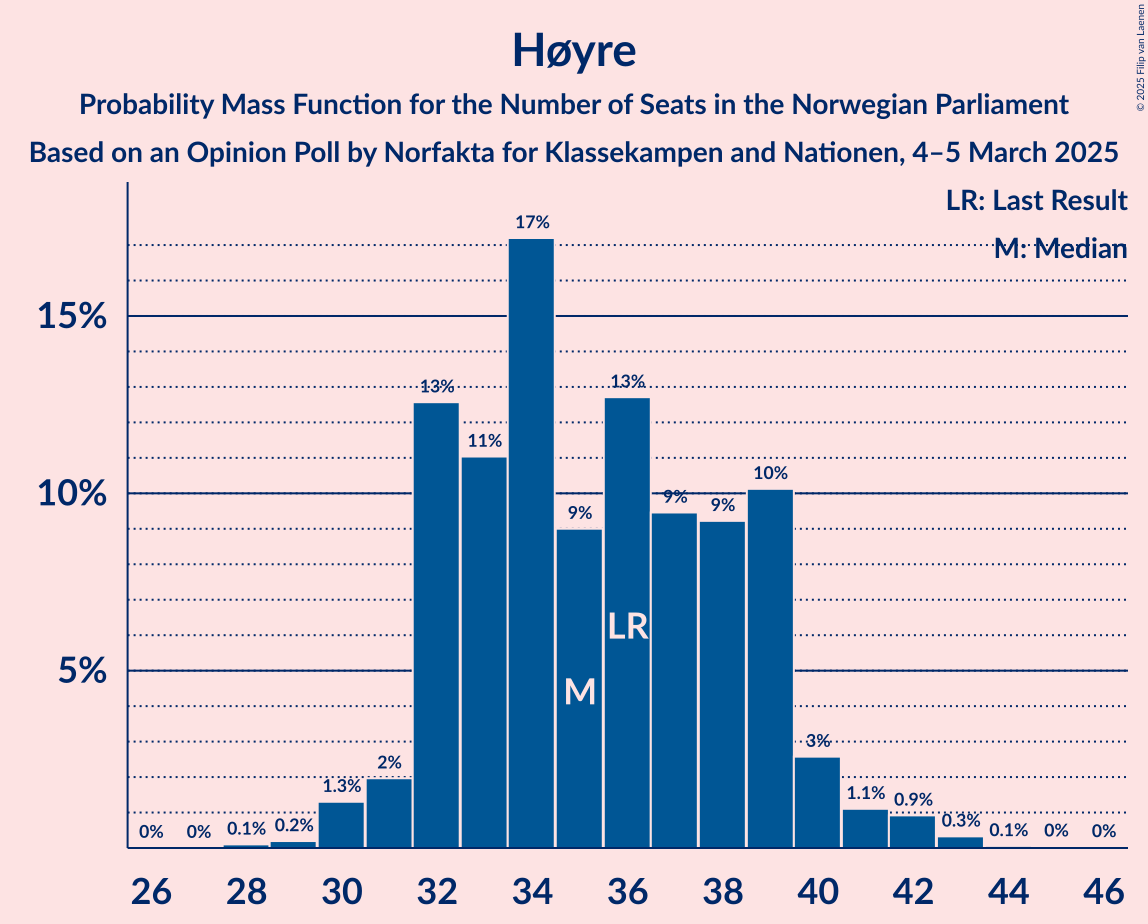 Høyre
Probability Mass Function for the Number of Seats in the Norwegian Parliament
Based on an Opinion Poll by Norfakta for Klassekampen and Nationen, 4–5 March 2025
© 2025 Filip van Laenen
LR: Last Result
M: Median
15%
10%
5%
0%
0%
0.1%
0.2%
1.3%
2%
13%
11%
17%
9%
13%
9%
9%
10%
3%
1.1%
0.9%
0.3%
0.1%
0%
0%
LR
M
26 28 30 32 34 36 38 40 42 44 46